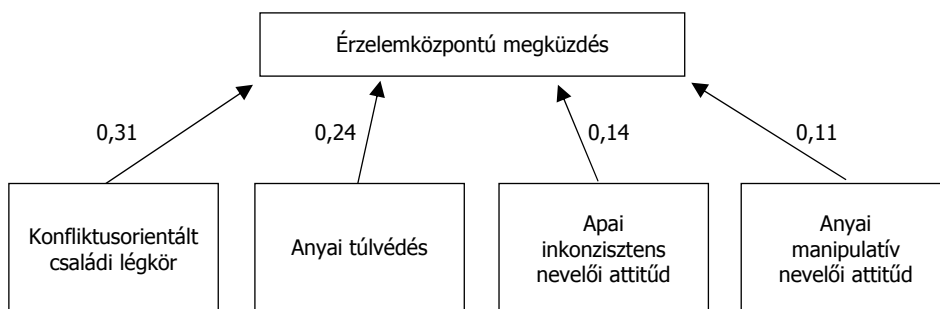 Érzelemközpontú megküzdés
0,31
0,24
0,14
0,11
Konfliktusorientált
családi légkör
Anyai túlvédés
Apai
inkonzisztens
nevelői attitűd
Anyai
manipulatív
nevelői attitűd